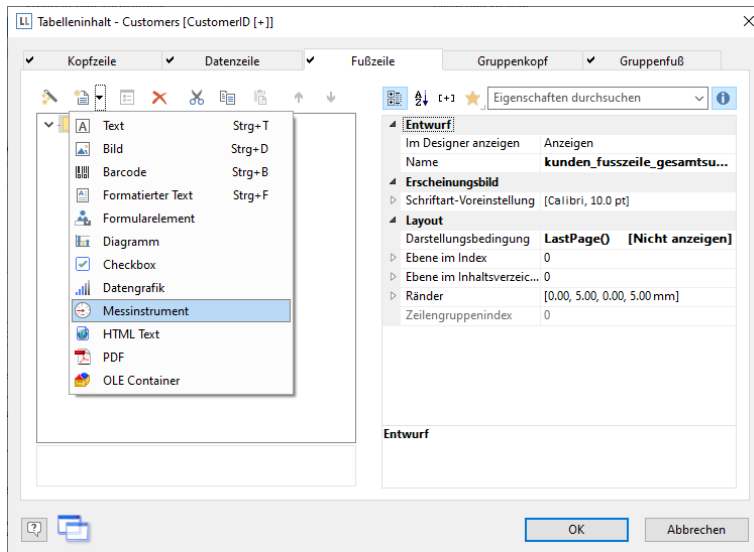 LL Tabelleninhalt - Customers [CustomerID [+]]
Kopfzeile Datenzeile Fußzeile Gruppenkopf Gruppenfuß
Eigenschaften durchsuchen
Text Strg+T
Bild Strg+D
Barcode Strg+B
Formatierter Text Strg+F
Formularelement
Diagramm
Checkbox
Datengrafik
Messinstrument
HTML Text
PDF
OLE Container
Entwurf
Im Designer anzeigen Anzeigen
Name kunden_fusszeile_gesamtsu...
Erscheinungsbild
Schriftart-Voreinstellung [Calibri, 10.0 pt]
Layout
Darstellungsbedingung LastPage() [Nicht anzeigen]
Ebene im Index 0
Ebene im Inhaltsverzeic... 0
Ränder [0.00, 5.00, 0.00, 5.00 mm]
Zeilengruppenindex 0
Entwurf
OK Abbrechen